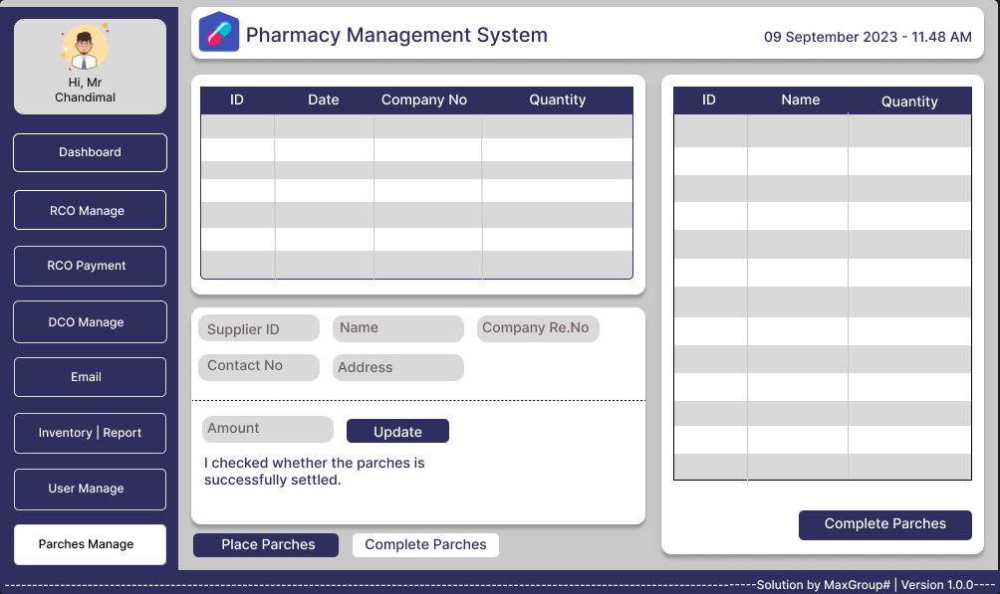 Hi, Mr
Chandimal
Dashboard
RCO Manage
RCO Payment
DCO Manage
Email
Inventory | Report
User Manage
Parches Manage
Pharmacy Management System
09 September 2023 - 11.48 AM
ID Date Company No Quantity
Supplier ID Name Company Re.No
Contact No Address
Amount Update
I checked whether the parches is
successfully settled.
Place Parches Complete Parches
ID Name Quantity
Complete Parches
Solution by MaxGroup# | Version 1.0.0